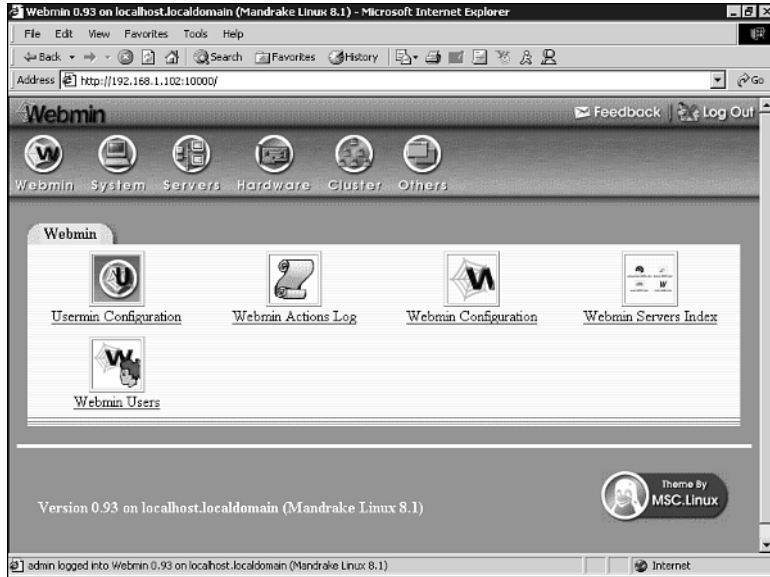 Webmin 0.93 on localhost.localdomain (Mandrake Linux 8.1) - Microsoft Internet Explorer
File Edit View Favorites Tools Help
Back Search Favorites History
Address http://192.168.1.102:10000/ Go
Webmin Feedback Log Out
Webmin System Servers Hardware Cluster Others
Webmin
Usermin Configuration Webmin Actions Log Webmin Configuration Webmin Servers Index
Webmin Users
Theme By
MSC.Linux
Version 0.93 on localhost.localdomain (Mandrake Linux 8.1)
admin logged into Webmin 0.93 on localhost.localdomain (Mandrake Linux 8.1) Internet